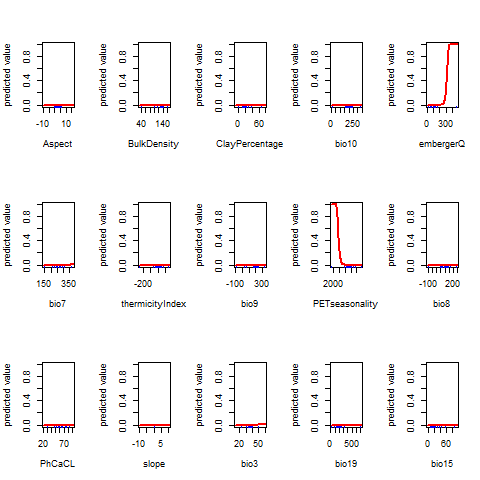 predicted value 0.0 0.4 0.8 -10 10 Aspect
predicted value 0.0 0.4 0.8 40 140 BulkDensity
predicted value 0.0 0.4 0.8 0 60 ClayPercentage
predicted value 0.0 0.4 0.8 0 250 bio10
predicted value 0.0 0.4 0.8 0 300 embergerQ
predicted value 0.0 0.4 0.8 150 350 bio7
predicted value 0.0 0.4 0.8 -200 thermicityIndex
predicted value 0.0 0.4 0.8 -100 300 bio9
predicted value 0.0 0.4 0.8 2000 PETseasonality
predicted value 0.0 0.4 0.8 -100 200 bio8
predicted value 0.0 0.4 0.8 20 70 PhCaCL
predicted value 0.0 0.4 0.8 -10 5 slope
predicted value 0.0 0.4 0.8 20 50 bio3
predicted value 0.0 0.4 0.8 0 500 bio19
predicted value 0.0 0.4 0.8 0 60 bio15